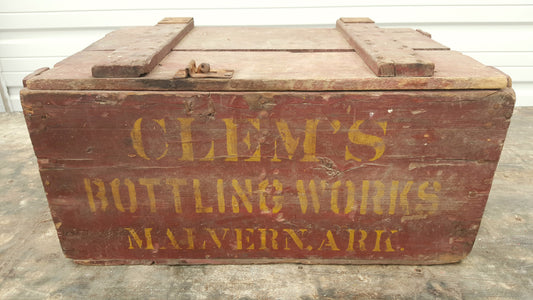 CLEM'S
BOTTLING WORKS
MALVERN. ARK.